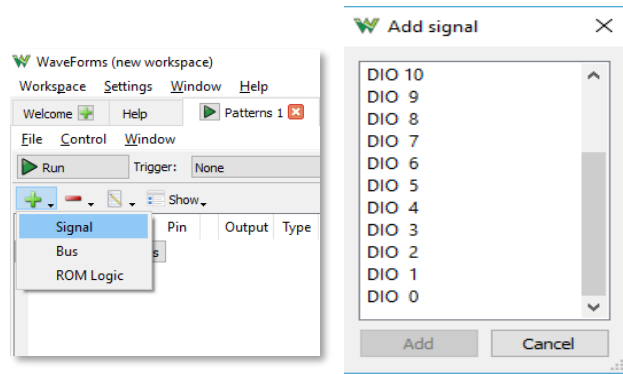 WaveForms (new workspace)
Workspace Settings Window Help
Welcome Help Patterns 1
File Control Window
Run Trigger: None
Show
Signal Pin Output Type
Bus s
ROM Logic
Add signal
DIO 10
DIO 9
DIO 8
DIO 7
DIO 6
DIO 5
DIO 4
DIO 3
DIO 2
DIO 1
DIO 0
Add Cancel